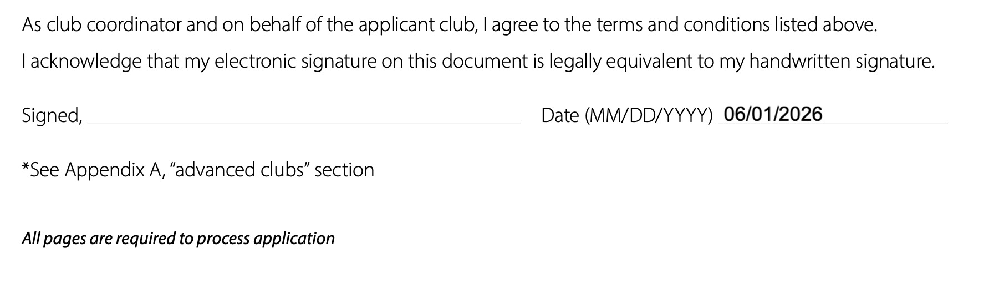 As club coordinator and on behalf of the applicant club, I agree to the terms and conditions listed above.
I acknowledge that my electronic signature on this document is legally equivalent to my handwritten signature.
Signed, Date (MM/DD/YYYY) 06/01/2026
*See Appendix A, “advanced clubs” section
All pages are required to process application